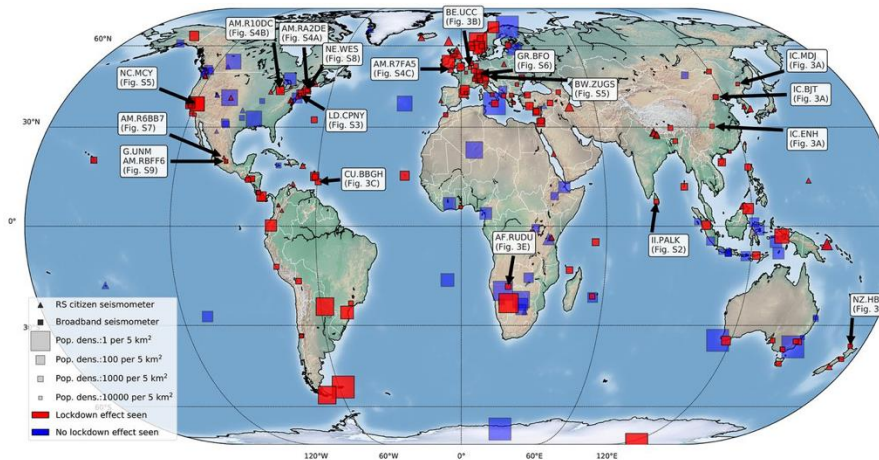 AM.R10DC
(Fig. S4B)
AM.RA2DE
(Fig. S4A)
NE.WES
(Fig. S8)
BE.UCC
(Fig. 3B)
AM.R7FA5
(Fig. S4C)
GR.BFO
(Fig. S6)
BW.ZUGS
(Fig. S5)
IC.MDJ
(Fig. 3A)
IC.BJT
(Fig. 3A)
IC.ENH
(Fig. 3A)
NC.MCY
(Fig. S5)
AM.R6BB7
(Fig. S7)
G.UNM
AM.RBFF6
(Fig. S9)
LD.CPNY
(Fig. S3)
CU.BBGH
(Fig. 3C)
AF.RUDU
(Fig. 3E)
II.PALK
(Fig. S2)
NZ.HB
(Fig. 3
60°N
30°N
0°
30°S
RS citizen seismometer
Broadband seismometer
Pop. dens.:1 per 5 km²
Pop. dens.:100 per 5 km²
Pop. dens.:1000 per 5 km²
Pop. dens.:10000 per 5 km²
Lockdown effect seen
No lockdown effect seen
120°W 60°W 0° 60°E 120°E